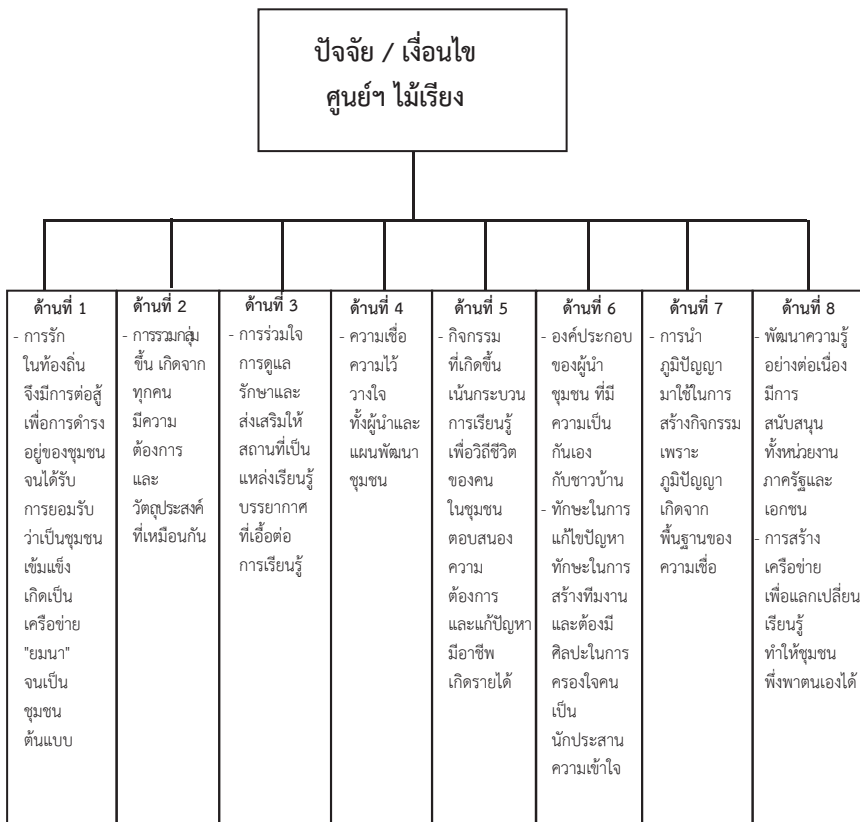 ปัจจัย / เงื่อนไข
ศูนย์ฯ ไม้เรียง
ด้านที่ 1
- การรัก
ในท้องถิ่น
จึงมีการต่อสู้
เพื่อการดำรง
อยู่ของชุมชน
จนได้รับ
การยอมรับ
ว่าเป็นชุมชน
เข้มแข็ง
เกิดเป็น
เครือข่าย
"ยมนา"
จนเป็น
ชุมชน
ต้นแบบ
ด้านที่ 2
- การรวมกลุ่ม
ขึ้น เกิดจาก
ทุกคน
มีความ
ต้องการ
และ
วัตถุประสงค์
ที่เหมือนกัน
ด้านที่ 3
- การร่วมใจ
การดูแล
รักษาและ
ส่งเสริมให้
สถานที่เป็น
แหล่งเรียนรู้
บรรยากาศ
ที่เอื้อต่อ
การเรียนรู้
ด้านที่ 4
- ความเชื่อ
ความไว้
วางใจ
ทั้งผู้นำและ
แผนพัฒนา
ชุมชน
ด้านที่ 5
- กิจกรรม
ที่เกิดขึ้น
เน้นกระบวน
การเรียนรู้
เพื่อวิถีชีวิต
ของคน
ในชุมชน
ตอบสนอง
ความ
ต้องการ
และแก้ปัญหา
มีอาชีพ
เกิดรายได้
ด้านที่ 6
- องค์ประกอบ
ของผู้นำ
ชุมชน ที่มี
ความเป็น
กันเอง
กับชาวบ้าน
- ทักษะในการ
แก้ไขปัญหา
ทักษะในการ
สร้างทีมงาน
และต้องมี
ศิลปะในการ
ครองใจคน
เป็น
นักประสาน
ความเข้าใจ
ด้านที่ 7
- การนำ
ภูมิปัญญา
มาใช้ในการ
สร้างกิจกรรม
เพราะ
ภูมิปัญญา
เกิดจาก
พื้นฐานของ
ความเชื่อ
ด้านที่ 8
- พัฒนาความรู้
อย่างต่อเนื่อง
มีการ
สนับสนุน
ทั้งหน่วยงาน
ภาครัฐและ
เอกชน
- การสร้าง
เครือข่าย
เพื่อแลกเปลี่ยน
เรียนรู้
ทำให้ชุมชน
พึ่งพาตนเองได้